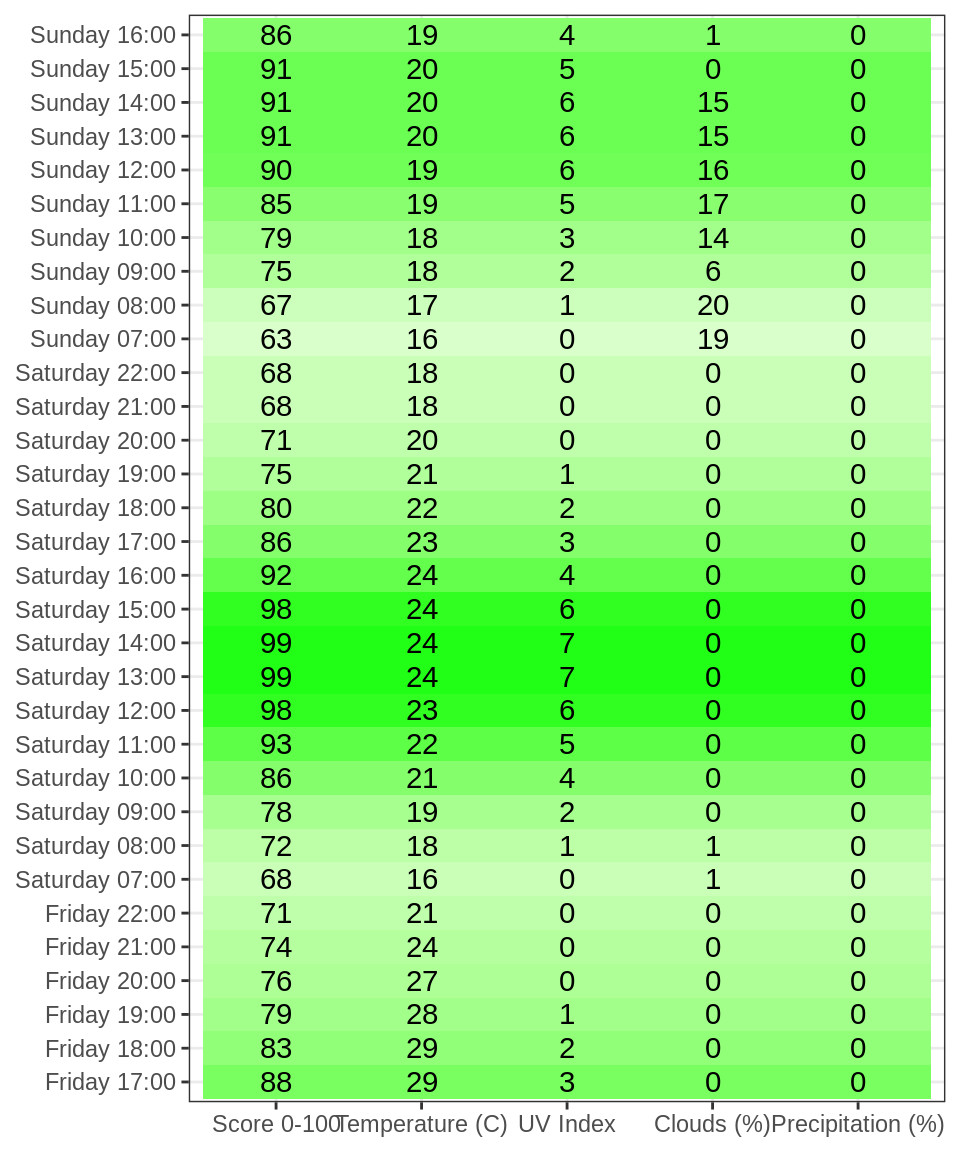 Sunday 16:00 86 19 4 1 0
Sunday 15:00 91 20 5 0 0
Sunday 14:00 91 20 6 15 0
Sunday 13:00 91 20 6 15 0
Sunday 12:00 90 19 6 16 0
Sunday 11:00 85 19 5 17 0
Sunday 10:00 79 18 3 14 0
Sunday 09:00 75 18 2 6 0
Sunday 08:00 67 17 1 20 0
Sunday 07:00 63 16 0 19 0
Saturday 22:00 68 18 0 0 0
Saturday 21:00 68 18 0 0 0
Saturday 20:00 71 20 0 0 0
Saturday 19:00 75 21 1 0 0
Saturday 18:00 80 22 2 0 0
Saturday 17:00 86 23 3 0 0
Saturday 16:00 92 24 4 0 0
Saturday 15:00 98 24 6 0 0
Saturday 14:00 99 24 7 0 0
Saturday 13:00 99 24 7 0 0
Saturday 12:00 98 23 6 0 0
Saturday 11:00 93 22 5 0 0
Saturday 10:00 86 21 4 0 0
Saturday 09:00 78 19 2 0 0
Saturday 08:00 72 18 1 1 0
Saturday 07:00 68 16 0 1 0
Friday 22:00 71 21 0 0 0
Friday 21:00 74 24 0 0 0
Friday 20:00 76 27 0 0 0
Friday 19:00 79 28 1 0 0
Friday 18:00 83 29 2 0 0
Friday 17:00 88 29 3 0 0
Score 0-100 Temperature (C) UV Index Clouds (%) Precipitation (%)